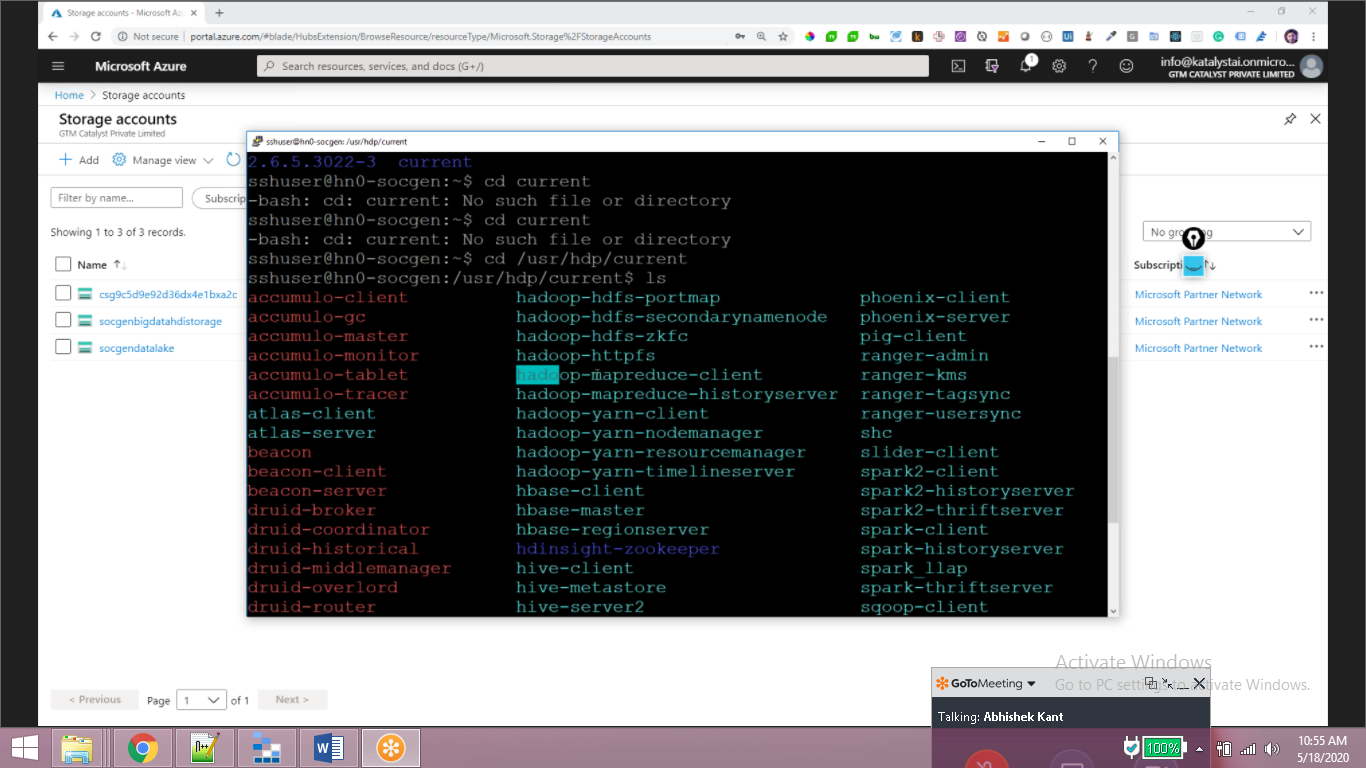 Storage accounts - Microsoft Az
Not secure | portal.azure.com/#blade/HubsExtension/BrowseResource/resourceType/Microsoft.Storage%2FStorageAccounts
Microsoft Azure
Search resources, services, and docs (G+/)
1
info@katalystai.onmicro...
GTM CATALYST PRIVATE LIMITED
Home > Storage accounts
Storage accounts
GTM Catalyst Private Limited
Add
Manage view
Filter by name...
Subscrip
Showing 1 to 3 of 3 records.
No gro ng
Name
Subscripti
csg9c5d9e92d36dx4e1bxa2c
Microsoft Partner Network
socgenbigdatahdistorage
Microsoft Partner Network
socgendatalake
Microsoft Partner Network
sshuser@hn0-socgen: /usr/hdp/current
2.6.5.3022-3 current
sshuser@hn0-socgen:~$ cd current
-bash: cd: current: No such file or directory
sshuser@hn0-socgen:~$ cd current
-bash: cd: current: No such file or directory
sshuser@hn0-socgen:~$ cd /usr/hdp/current
sshuser@hn0-socgen:/usr/hdp/current$ ls
accumulo-client hadoop-hdfs-portmap phoenix-client
accumulo-gc hadoop-hdfs-secondarynamenode phoenix-server
accumulo-master hadoop-hdfs-zkfc pig-client
accumulo-monitor hadoop-httpfs ranger-admin
accumulo-tablet hadoop-mapreduce-client ranger-kms
accumulo-tracer hadoop-mapreduce-historyserver ranger-tagsync
atlas-client hadoop-yarn-client ranger-usersync
atlas-server hadoop-yarn-nodemanager shc
beacon hadoop-yarn-resourcemanager slider-client
beacon-client hadoop-yarn-timelineserver spark2-client
beacon-server hbase-client spark2-historyserver
druid-broker hbase-master spark2-thriftserver
druid-coordinator hbase-regionserver spark-client
druid-historical hdinsight-zookeeper spark-historyserver
druid-middlemanager hive-client spark_llap
druid-overlord hive-metastore spark-thriftserver
druid-router hive-server2 sqoop-client
< Previous Page 1 of 1 Next >
Activate Windows
Go to PC settings to activate Windows.
GoToMeeting
Talking: Abhishek Kant
100%
10:55 AM
5/18/2020